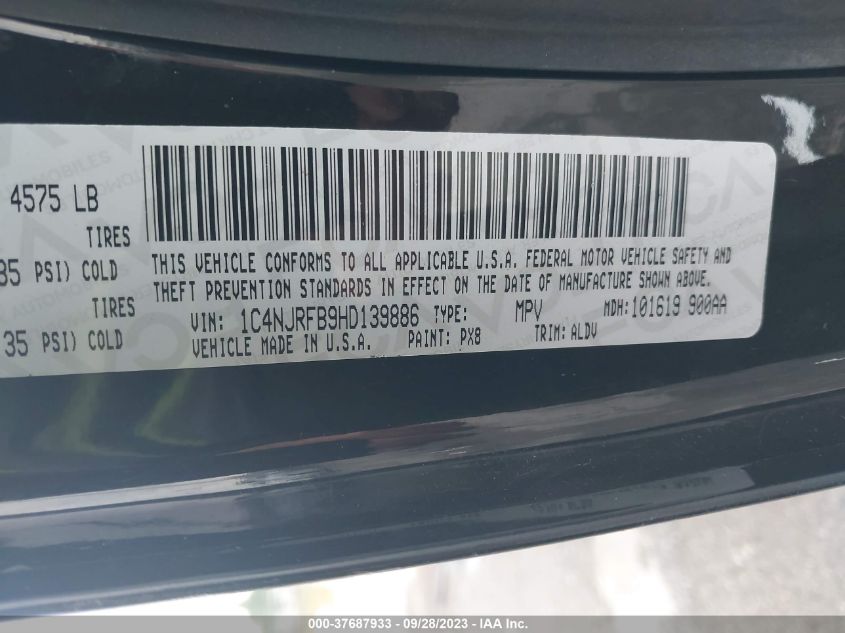 4575 LB
TIRES
35 PSI) COLD
TIRES
35 PSI) COLD
THIS VEHICLE CONFORMS TO ALL APPLICABLE U.S.A. FEDERAL MOTOR VEHICLE SAFETY AND
THEFT PREVENTION STANDARDS IN EFFECT ON THE DATE OF MANUFACTURE SHOWN ABOVE.
VIN: 1C4NJRFB9HD139886 TYPE: MPV MDH: 101619 900AA
VEHICLE MADE IN U.S.A. PAINT: PX8 TRIM: ALDV
000-37687933 - 09/28/2023 - IAA Inc.